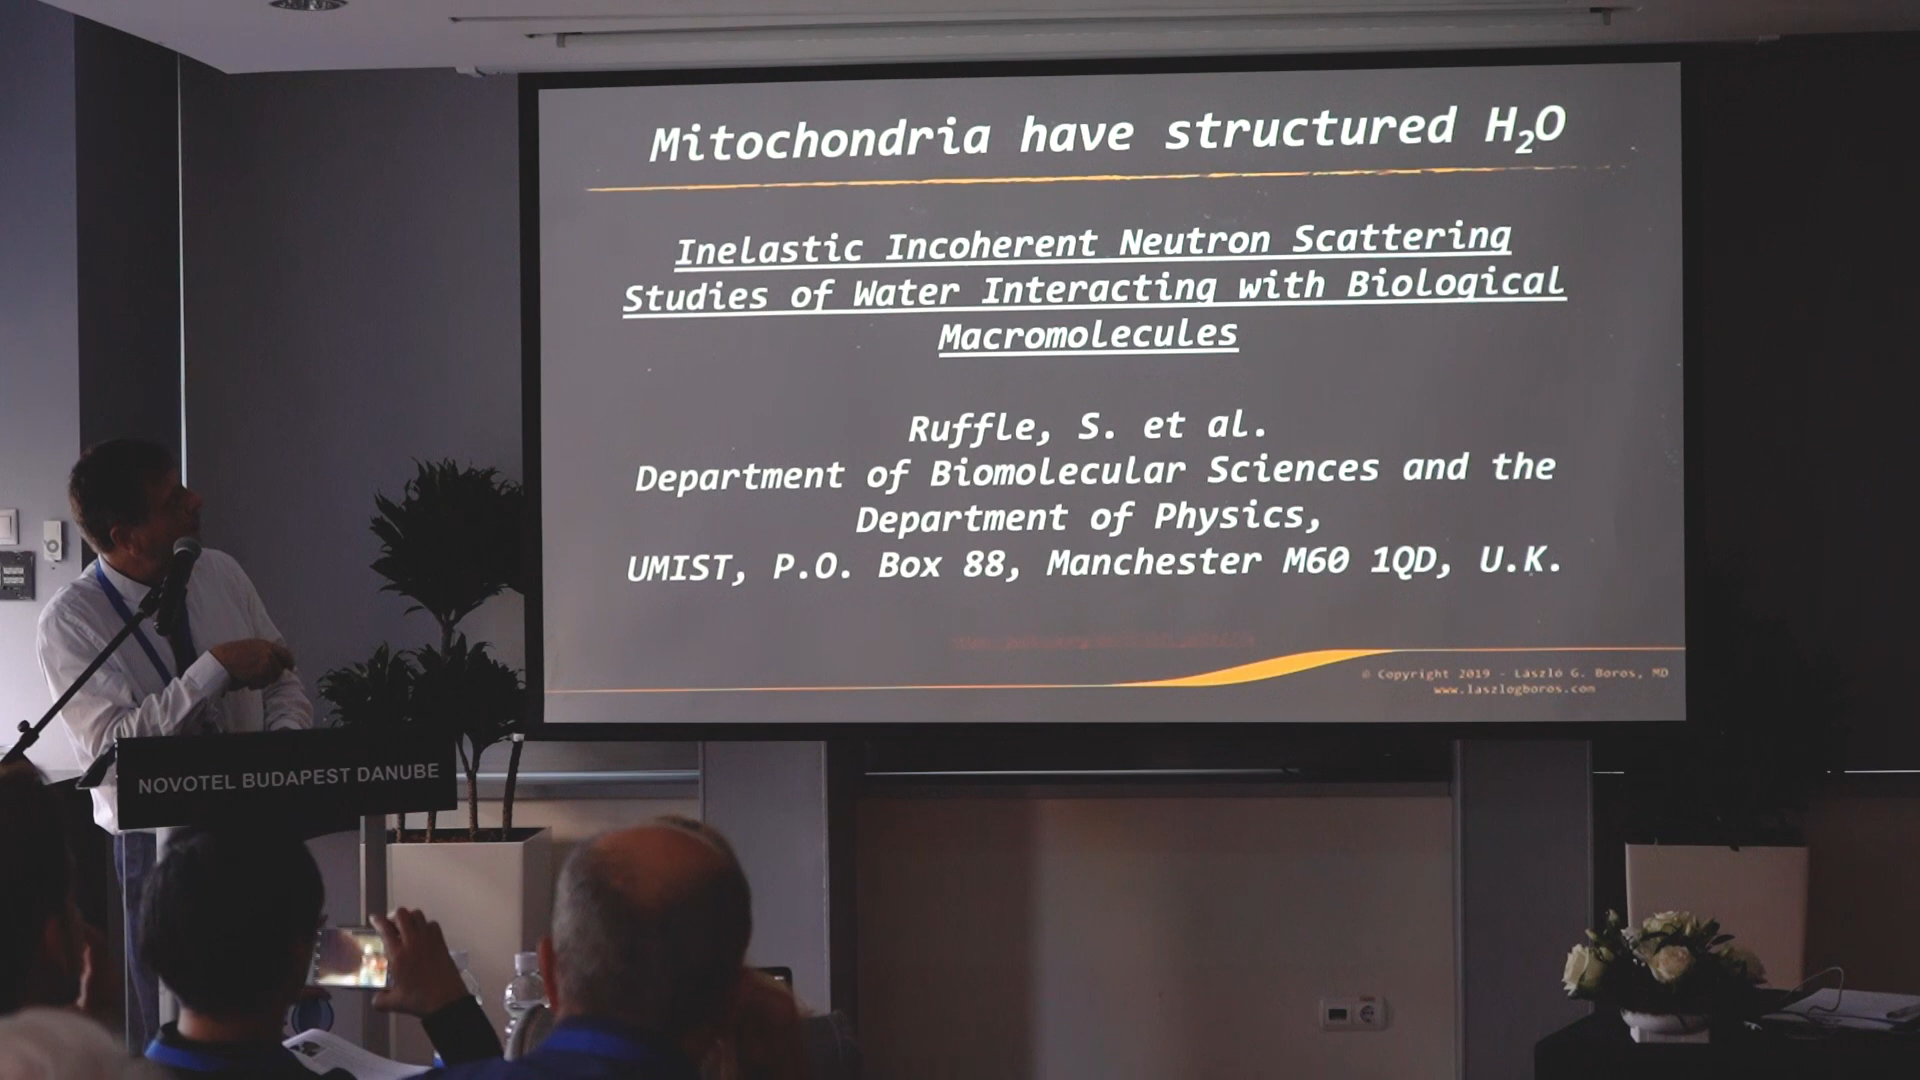 Mitochondria have structured H₂O
Inelastic Incoherent Neutron Scattering
Studies of Water Interacting with Biological
Macromolecules
Ruffle, S. et al.
Department of Biomolecular Sciences and the
Department of Physics,
UMIST, P.O. Box 88, Manchester M60 1QD, U.K.
© Copyright 2019 - László G. Boros, MD
www.laszlogboros.com
NOVOTEL BUDAPEST DANUBE